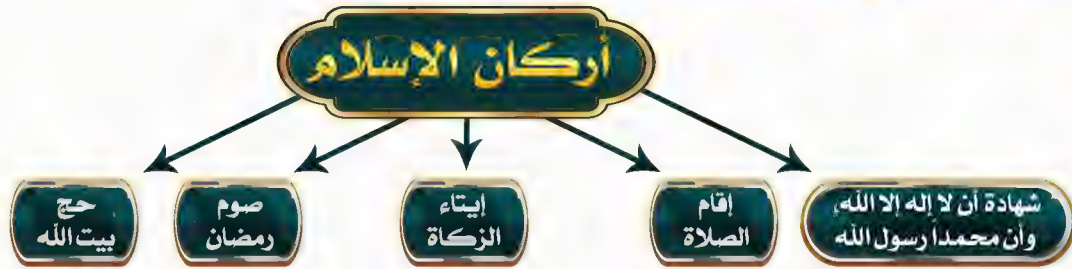 أركان الإسلام
شهادة أن لا إله إلا الله،
وأن محمدا رسول الله
إقام
الصلاة
إيتاء
الزكاة
صوم
رمضان
حج
بيت الله